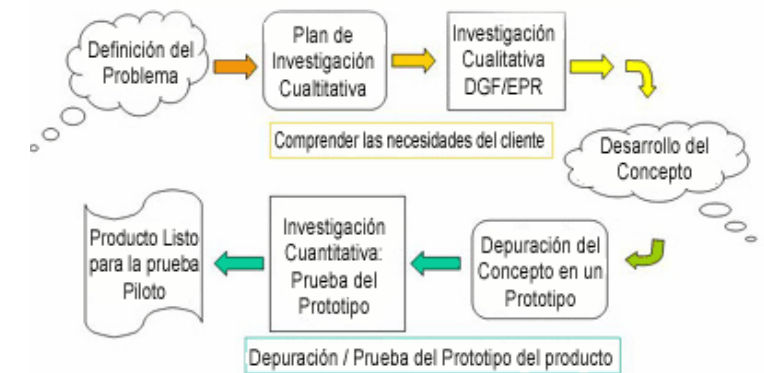 Definición del
Problema
Plan de
Investigación
Cualtitativa
Investigación
Cualitativa
DGF/EPR
Comprender las necesidades del cliente
Desarrollo del
Concepto
Depuración del
Concepto en un
Prototipo
Investigación
Cuantitativa:
Prueba del
Prototipo
Producto Listo
para la prueba
Piloto
Depuración / Prueba del Prototipo del producto